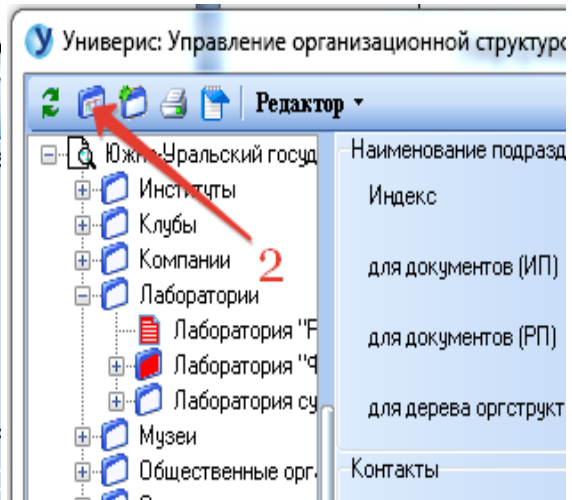 Универис: Управление организационной структуро
Редактор
Южно-Уральский госуд
Институты
Клубы
Компании
Лаборатории
Лаборатория "F
Лаборатория "Ф
Лаборатория су
Музеи
Общественные орг
2
Наименование подразд
Индекс
для документов (ИП)
для документов (РП)
для дерева оргструкт
Контакты